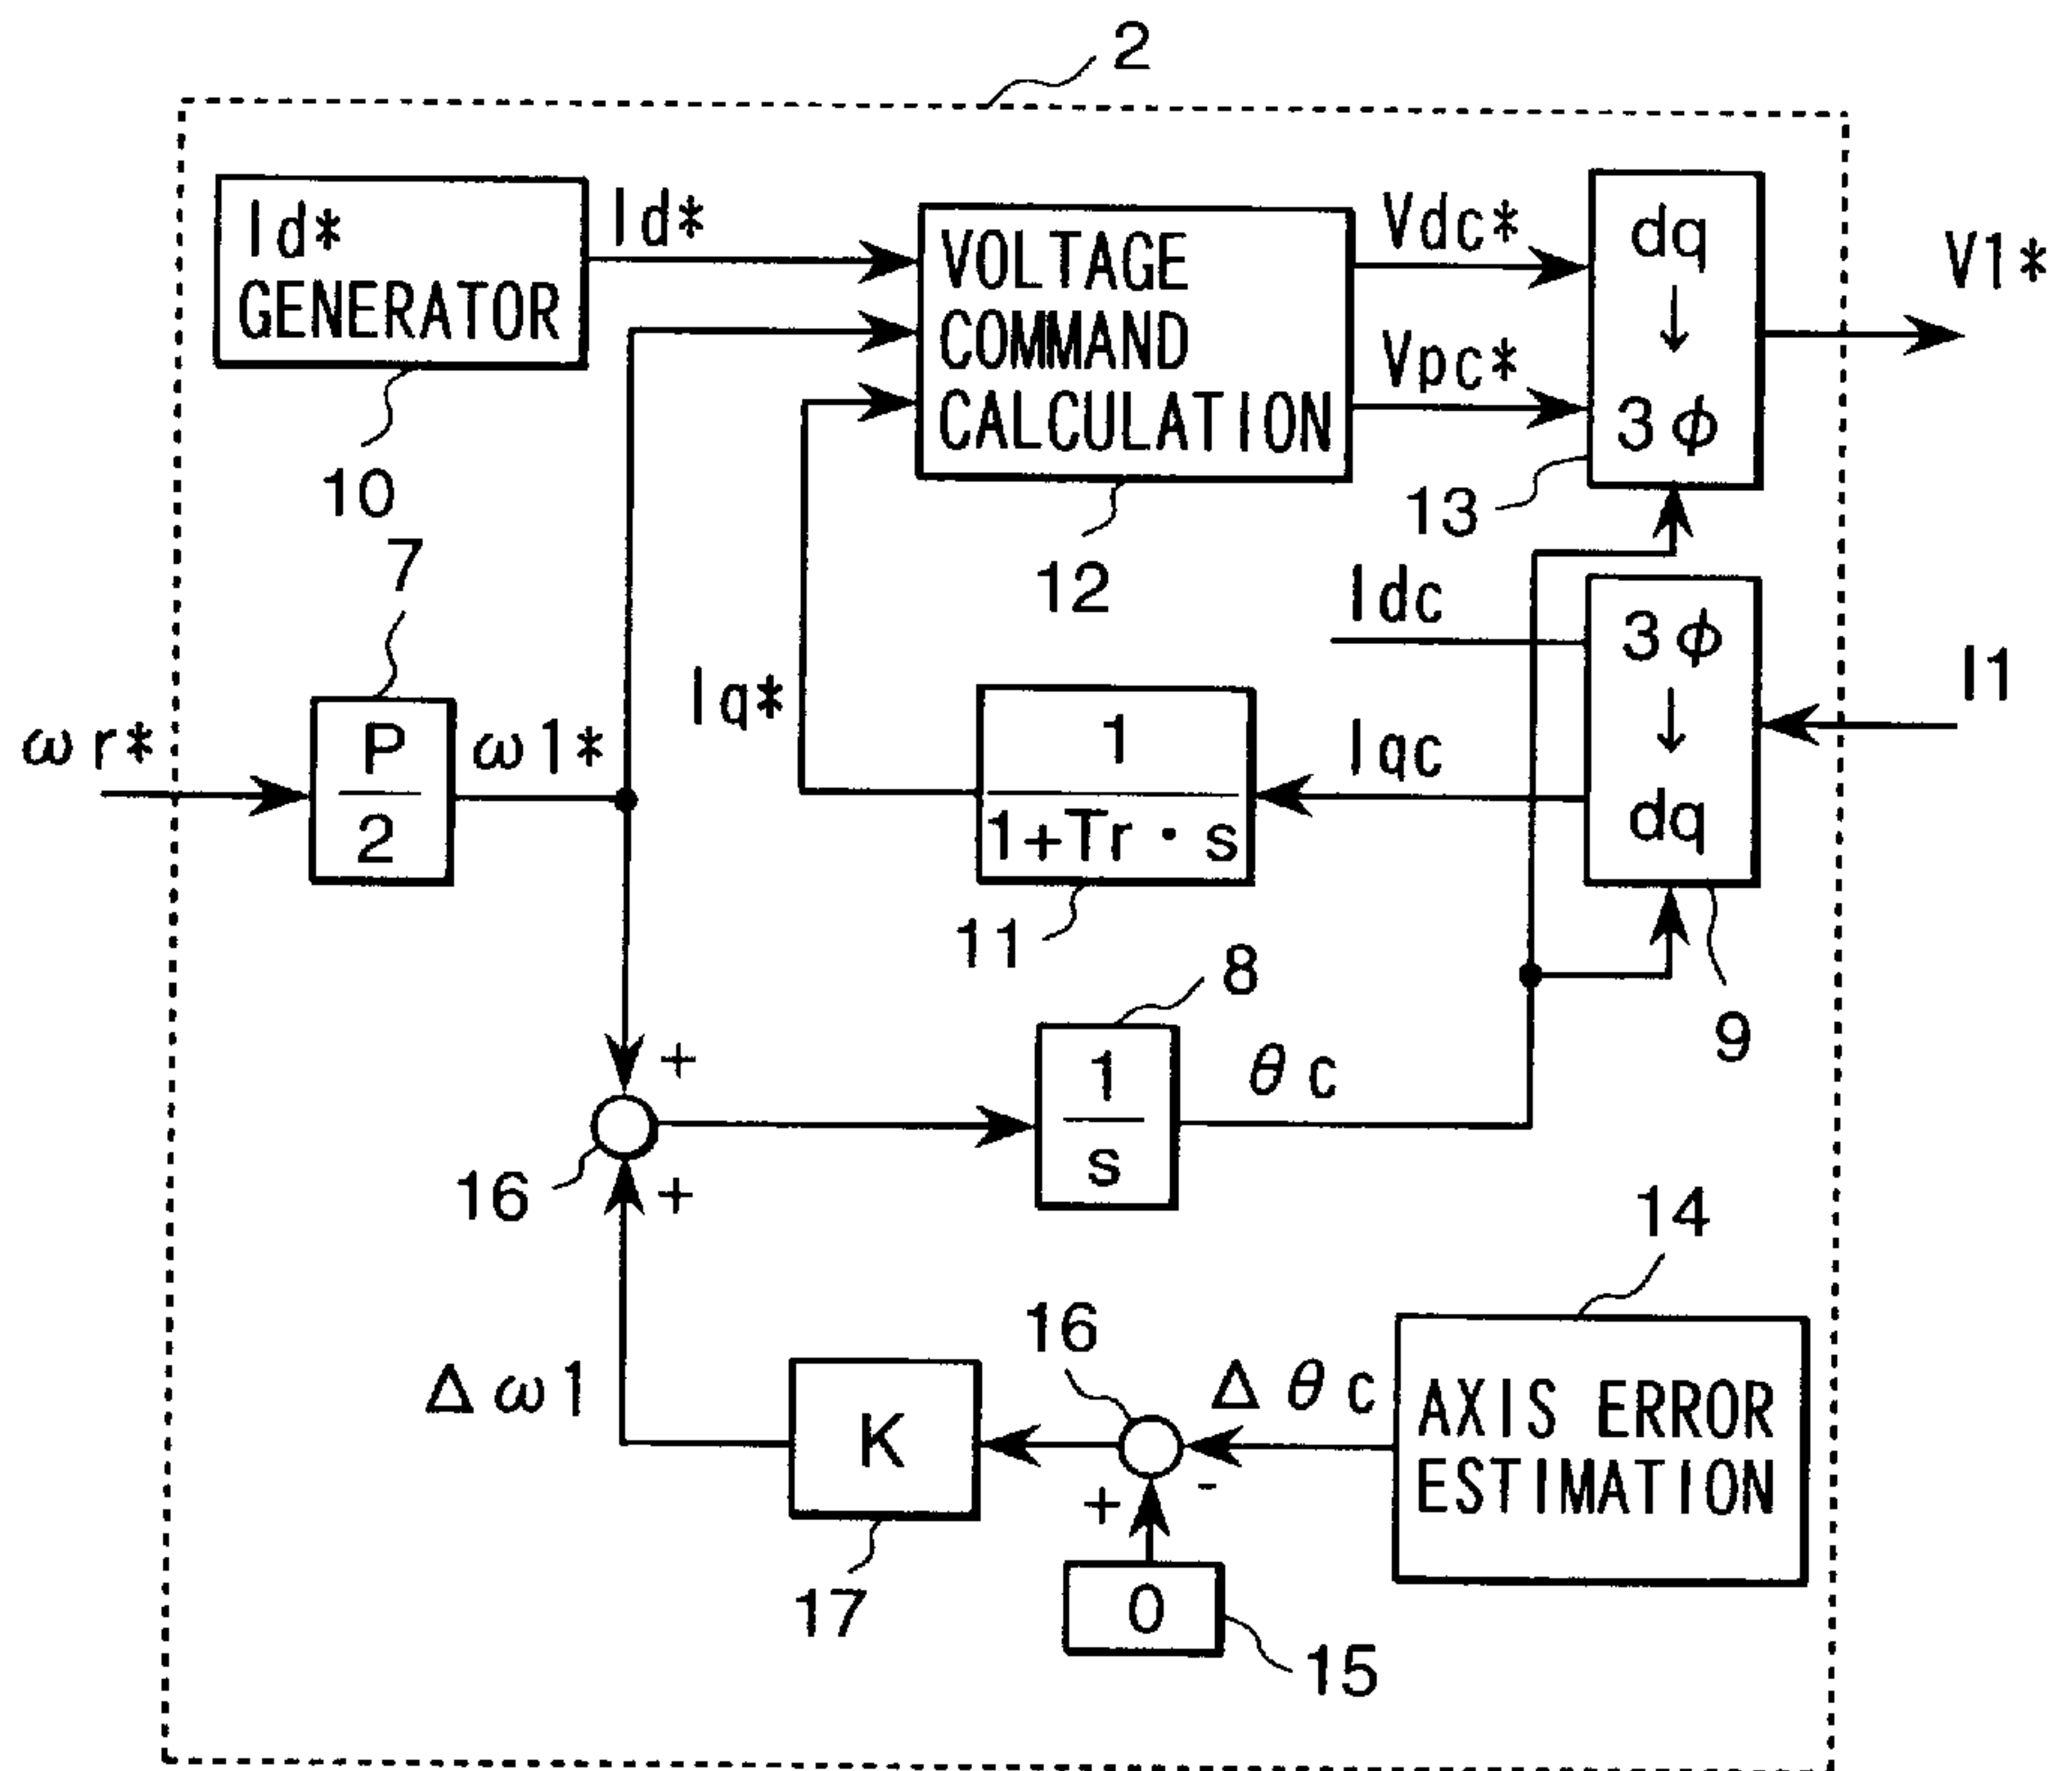 2
Id*
GENERATOR
Id*
VOLTAGE
COMMAND
CALCULATION
Vdc*
Vpc*
dq
↓
3ϕ
V1*
10
12
13
7
ωr*
P
2
ω1*
Iq*
1
1+Tr・s
11
Idc
Iqc
3ϕ
↓
dq
I1
9
+
16
+
8
1
s
θc
14
AXIS ERROR
ESTIMATION
Δθc
16
-
+
0
15
K
17
Δω1